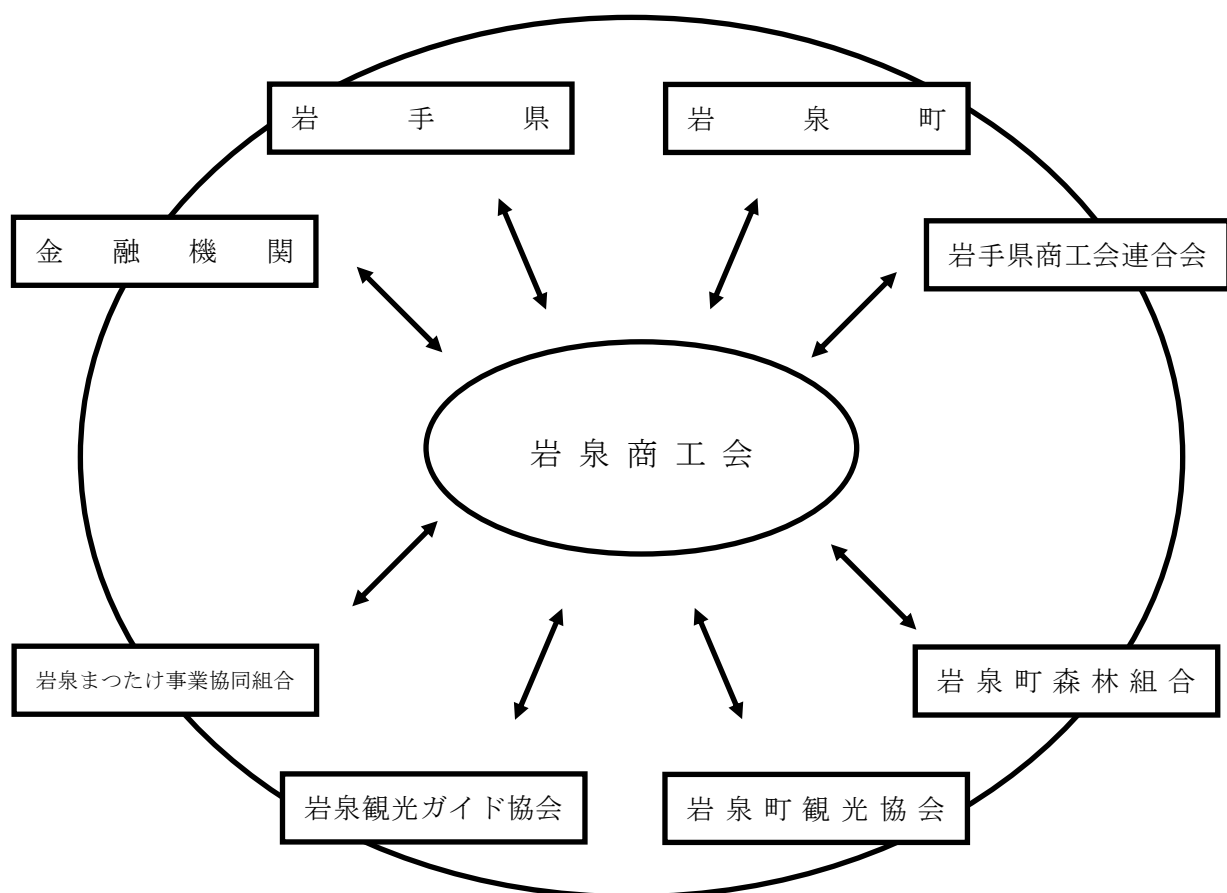 岩手県
岩泉町
金融機関
岩手県商工会連合会
岩泉商工会
岩泉まつたけ事業協同組合
岩泉町森林組合
岩泉観光ガイド協会
岩泉町観光協会